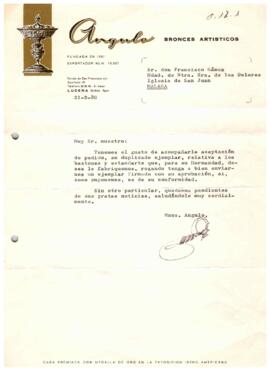 0.12.1
Angulo BRONCES ARTISTICOS
FUNDADA EN
EXPORTADOR NUM.
LUCENA
21-2-80
Sr. Don Francisco Gámez
Hdad. de Ntra. Sra. de los Dolores
Iglesia de San Juan
MALAGA
Muy Sr. nuestro:
Tenemos el gusto de acompañarle aceptación
de pedido, en duplicado ejemplar, relativa a los
bastones y estandarte que, para su Hermandad, de-
sea le fabriquemos, rogando tenga a bien enviar-
nos un ejemplar firmado con su aprobación, si,
como suponemos, es de su conformidad.
Sin otro particular, quedamos pendientes
de sus gratas noticias, saludándole muy cordial-
mente.
Hnos. Angulo.
CASA PREMIADA CON MEDALLA DE ORO EN LA EXPOSICION IBERO AMERICANA